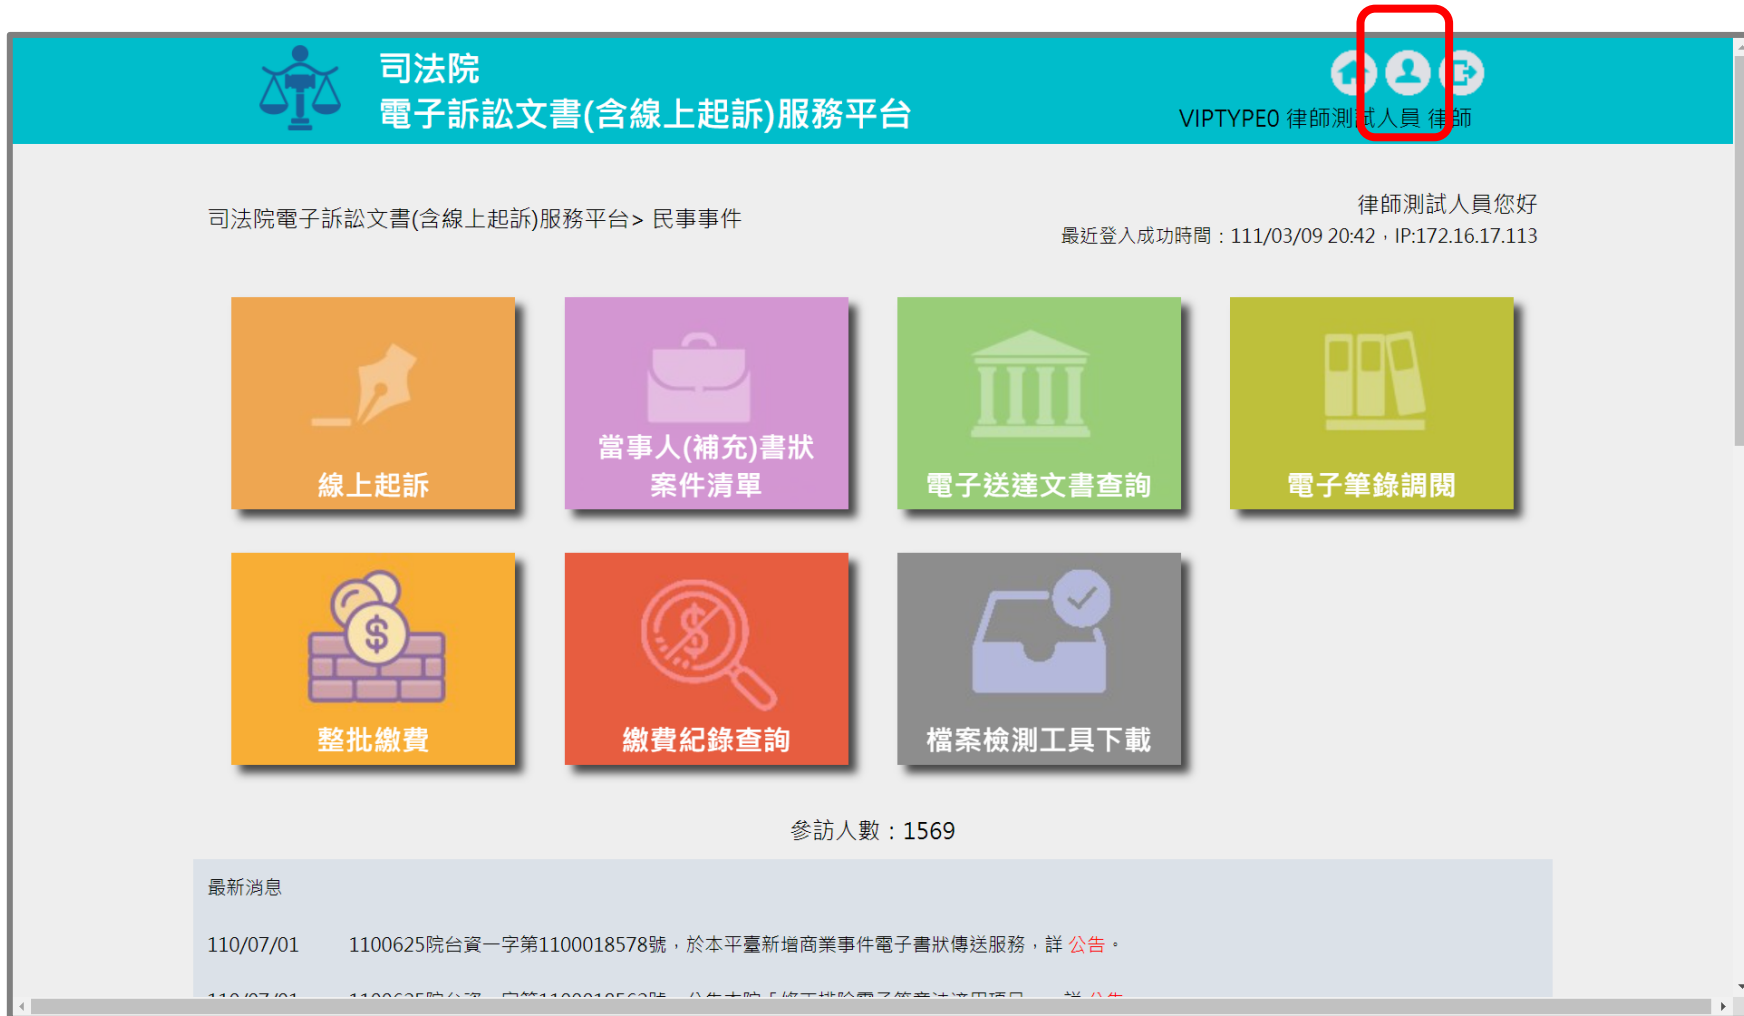 司法院
電子訴訟文書(含線上起訴)服務平台
VIPTYPE0 律師測試人員 律師
司法院電子訴訟文書(含線上起訴)服務平台> 民事事件
律師測試人員您好
最近登入成功時間：111/03/09 20:42，IP:172.16.17.113
線上起訴
當事人(補充)書狀
案件清單
電子送達文書查詢
電子筆錄調閱
整批繳費
繳費紀錄查詢
檔案檢測工具下載
參訪人數：1569
最新消息
110/07/01 1100625院台資一字第1100018578號，於本平臺新增商業事件電子書狀傳送服務，詳 公告。